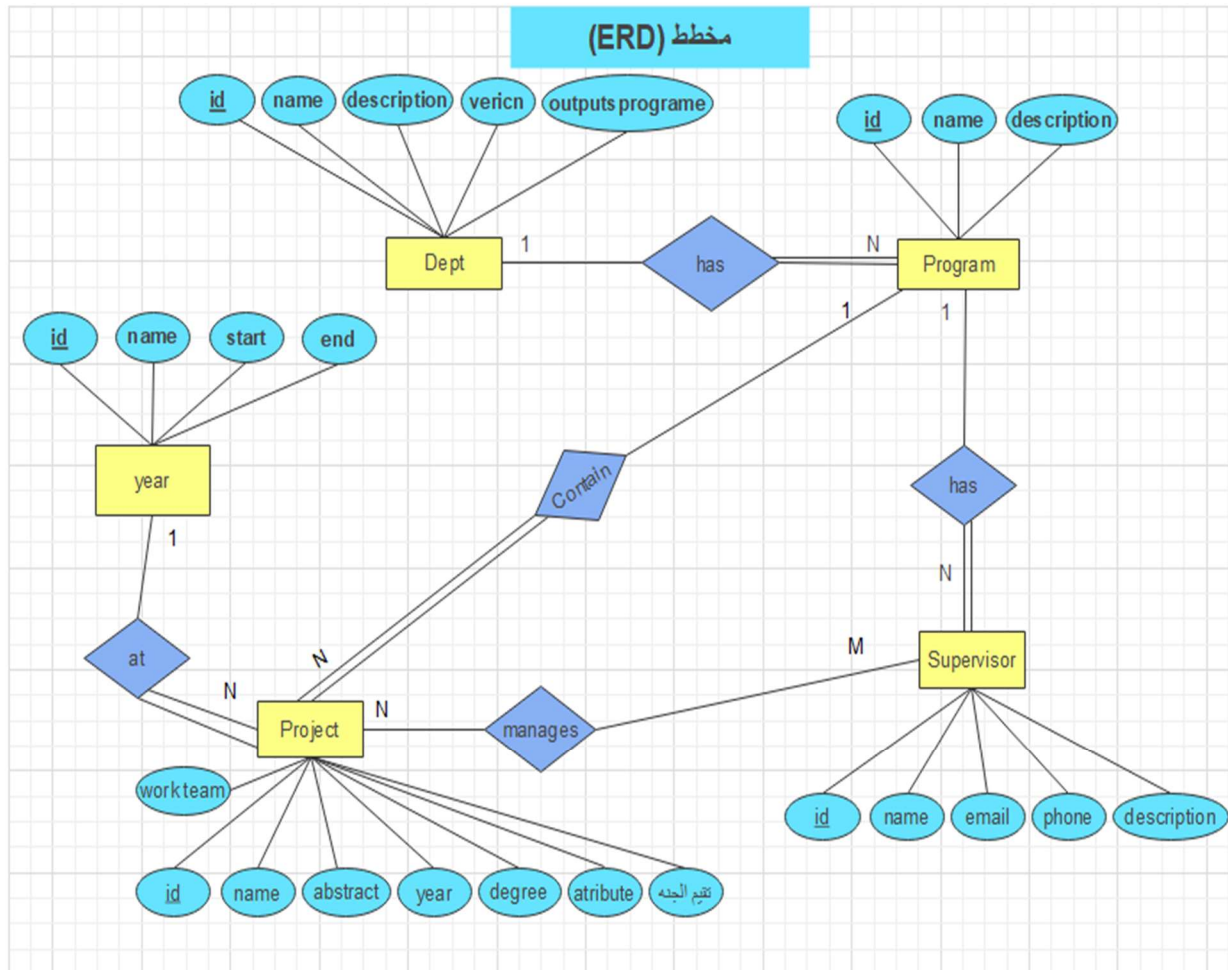 مخطط (ERD)
id name description vericn outputs programe
id name description
Dept 1 has N Program
id name start end
1 1
year
Contain
has
1
N
at
N
M
Supervisor
N
Project N manages
work team
id name email phone description
id name abstract year degree atribute تقيم الجنه